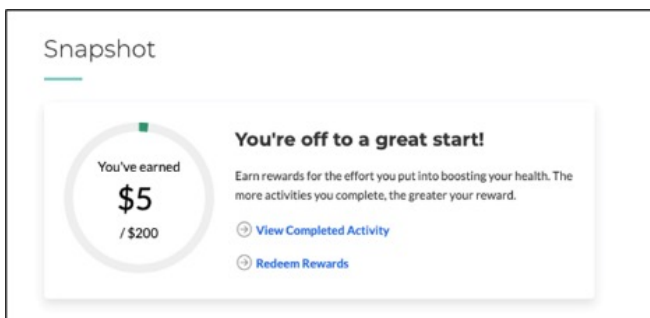 Snapshot
You've earned
$5
/ $200
You're off to a great start!
Earn rewards for the effort you put into boosting your health. The
more activities you complete, the greater your reward.
View Completed Activity
Redeem Rewards